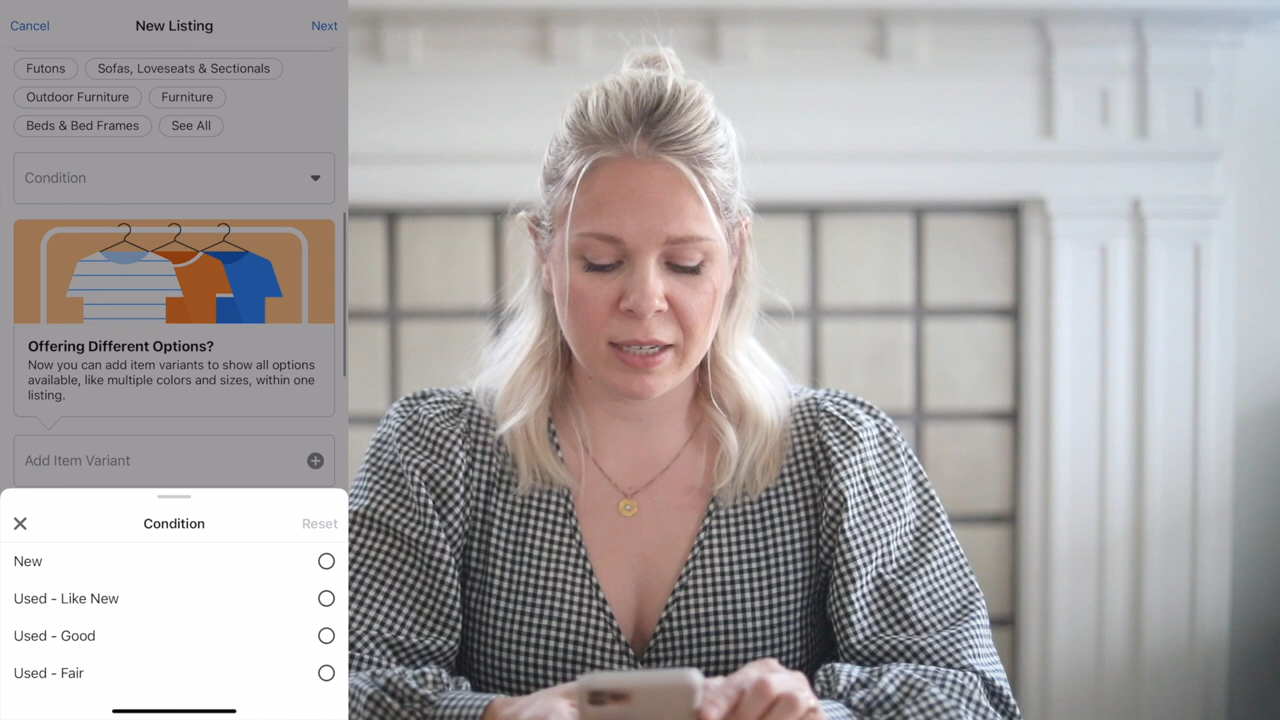 Cancel New Listing Next
Futons Sofas, Loveseats & Sectionals
Outdoor Furniture Furniture
Beds & Bed Frames See All
Condition
Offering Different Options?
Now you can add item variants to show all options
available, like multiple colors and sizes, within one
listing.
Add Item Variant
Condition Reset
New
Used - Like New
Used - Good
Used - Fair